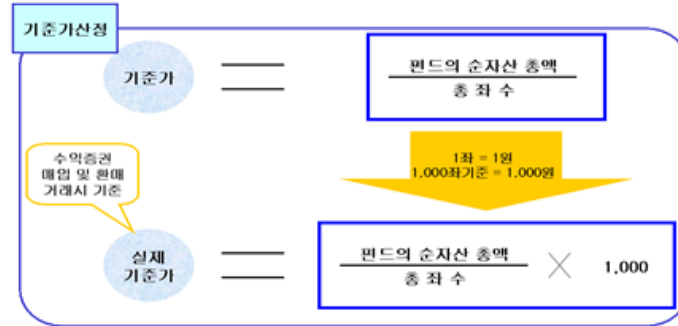 기준가산정
기준가
펀드의 순자산 총액
총 좌 수
1좌 = 1원
1,000좌기준 = 1,000원
수익증권
매입 및 환매
거래시 기준
실제
기준가
펀드의 순자산 총액
총 좌 수
1,000